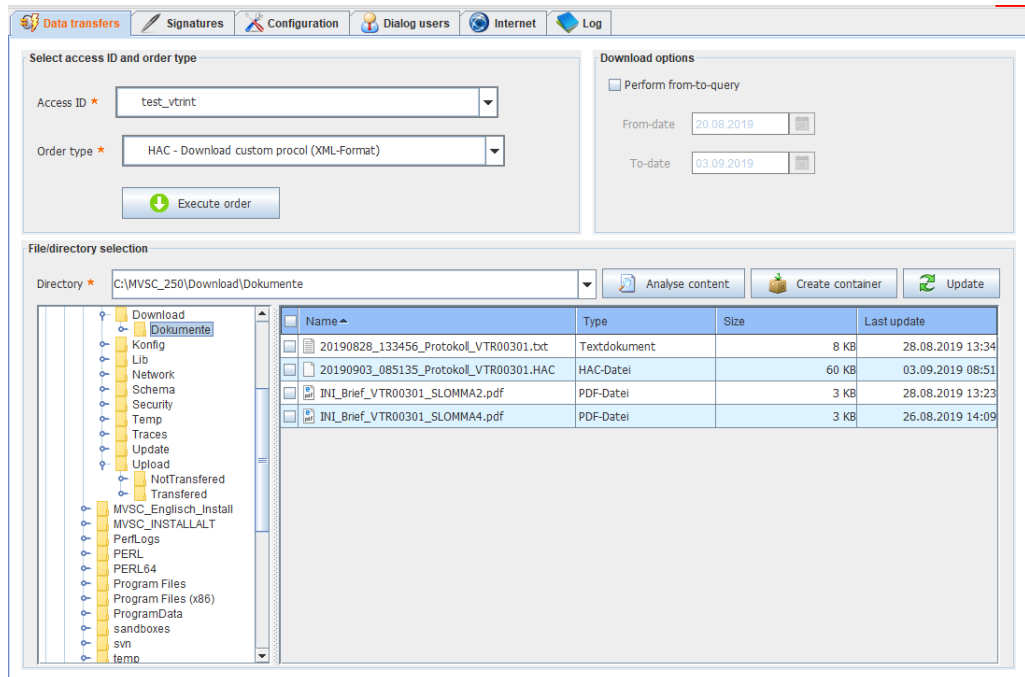 Data transfers Signatures Configuration Dialog users Internet Log
Select access ID and order type
Access ID * test_vtrint
Order type * HAC - Download custom procol (XML-Format)
Execute order
Download options
Perform from-to-query
From-date 20.08.2019
To-date 03.09.2019
File/directory selection
Directory * C:\MVSC_250\Download\Dokumente Analyse content Create container Update
Download
Dokumente
Konfig
Lib
Network
Schema
Security
Temp
Traces
Update
Upload
NotTransfered
Transfered
MVSC_Englisch_Install
MVSC_INSTALLALT
PerfLogs
PERL
PERL64
Program Files
Program Files (x86)
ProgramData
sandboxes
svn
temp
Name Type Size Last update
20190828_133456_Protokoll_VTR00301.txt Textdokument 8 KB 28.08.2019 13:34
20190903_085135_Protokoll_VTR00301.HAC HAC-Datei 60 KB 03.09.2019 08:51
INI_Brief_VTR00301_SLOMMA2.pdf PDF-Datei 3 KB 28.08.2019 13:23
INI_Brief_VTR00301_SLOMMA4.pdf PDF-Datei 3 KB 26.08.2019 14:09